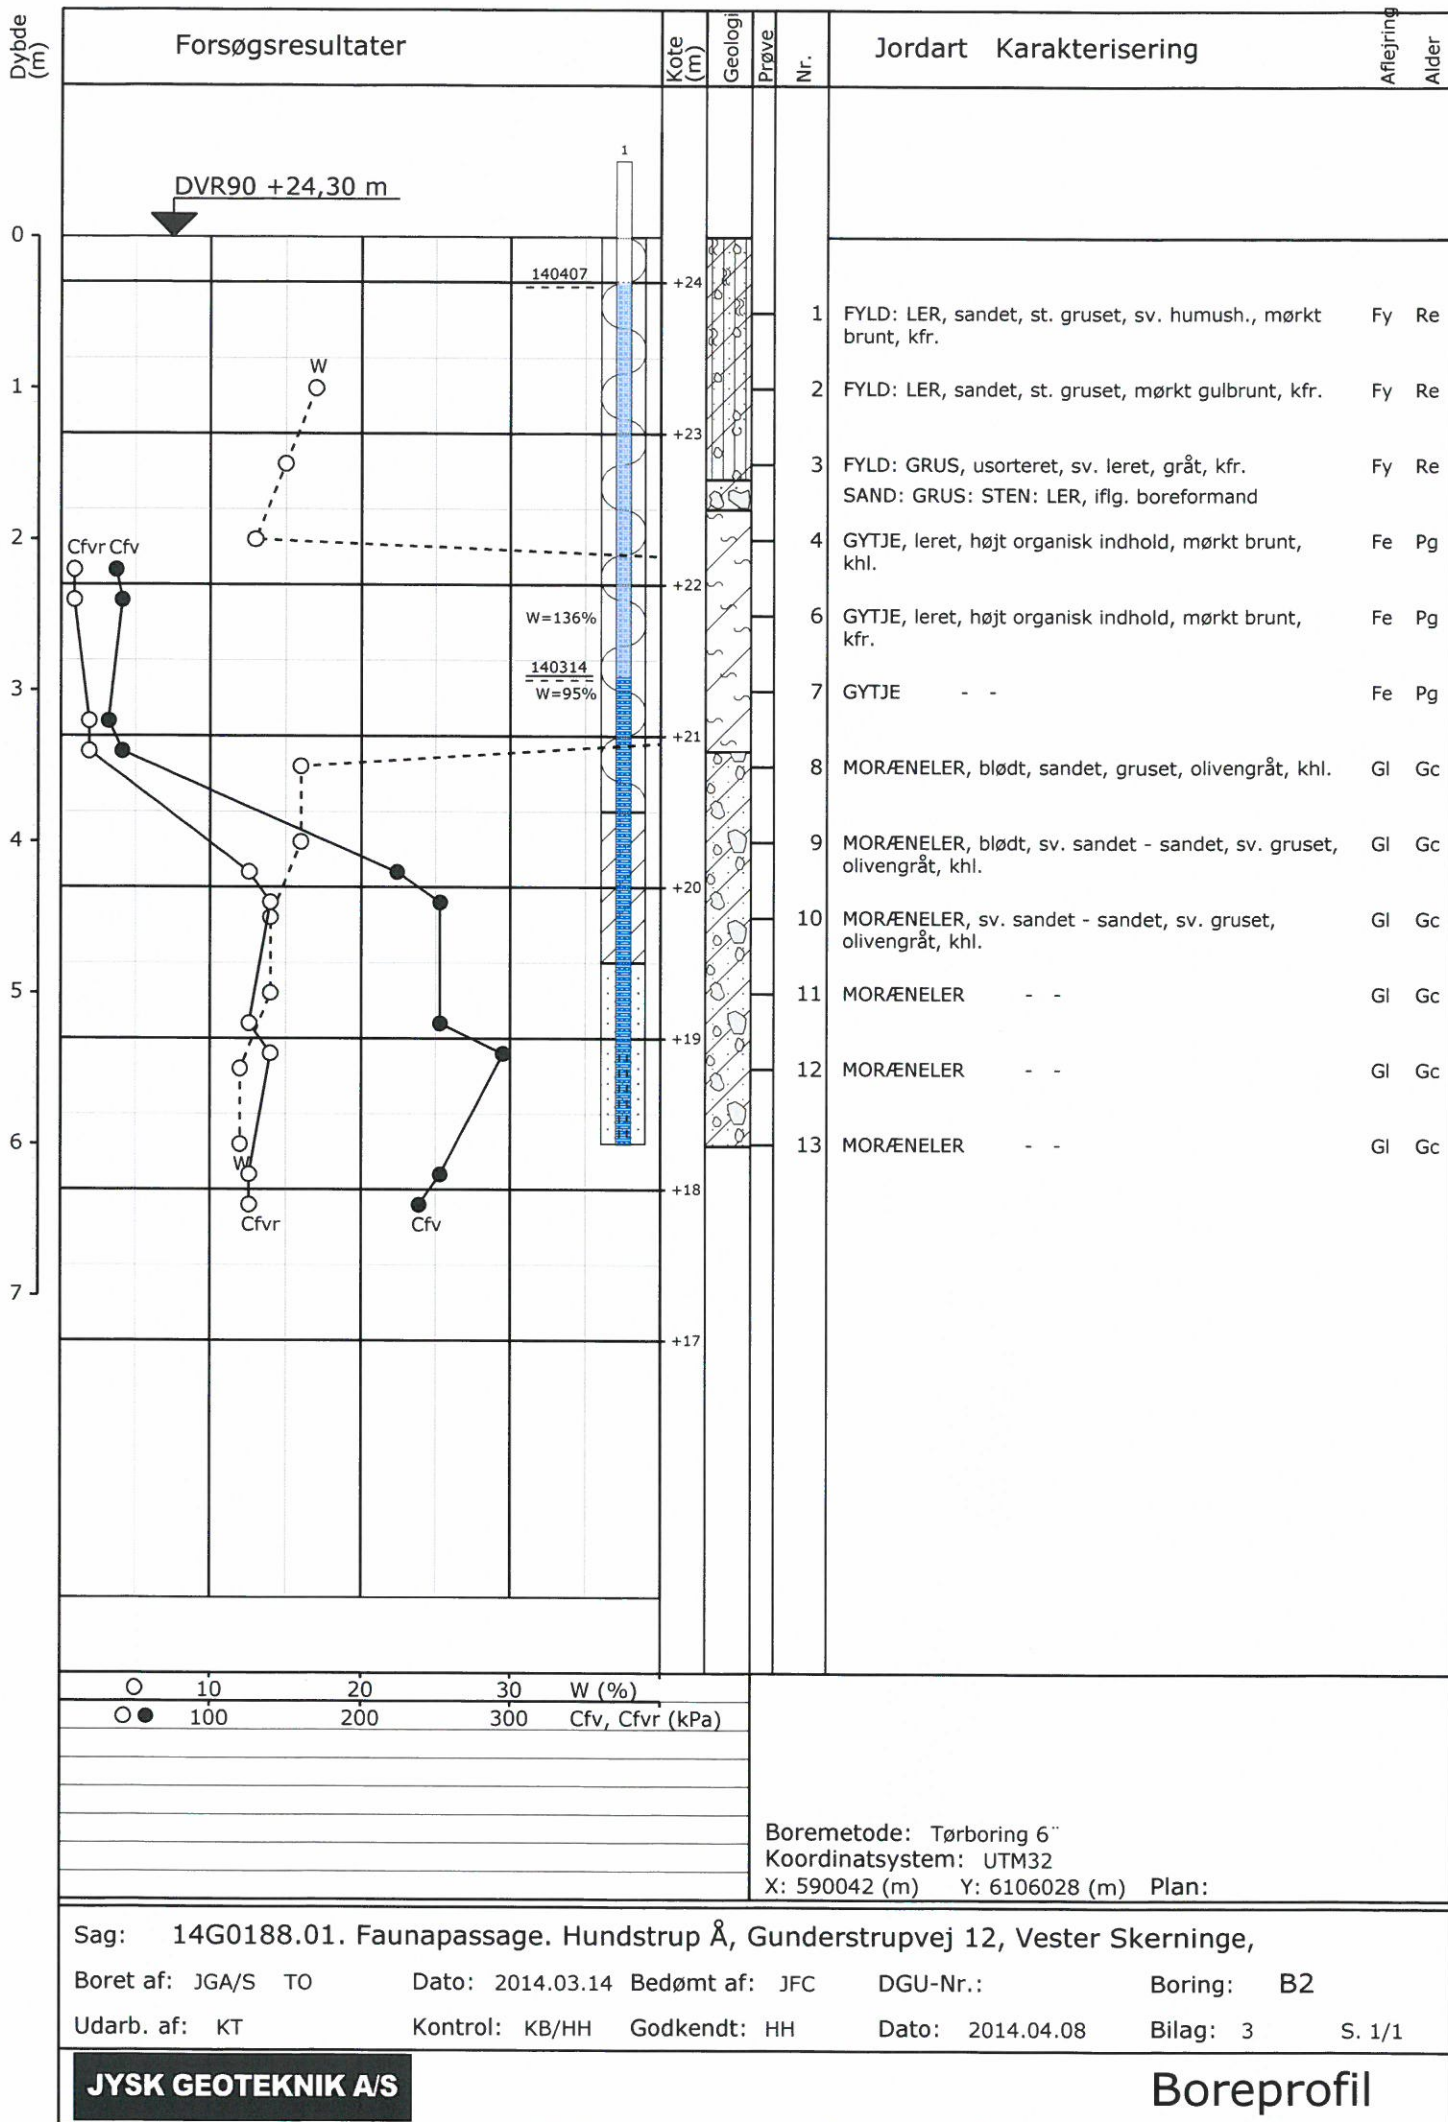 Dybde (m)
Forsøgsresultater
Kote (m)
Geologi
Prøve
Nr.
Jordart Karakterisering
Aflejring
Alder
1
DVR90 +24,30 m
0
140407
+24
1 FYLD: LER, sandet, st. gruset, sv. humush., mørkt Fy Re
brunt, kfr.
W
1
2 FYLD: LER, sandet, st. gruset, mørkt gulbrunt, kfr. Fy Re
+23
3 FYLD: GRUS, usorteret, sv. leret, gråt, kfr. Fy Re
SAND: GRUS: STEN: LER, iflg. boreformand
2
Cfvr Cfv
4 GYTJE, leret, højt organisk indhold, mørkt brunt, Fe Pg
khl.
+22
W=136%
6 GYTJE, leret, højt organisk indhold, mørkt brunt, Fe Pg
kfr.
140314
3
W=95%
7 GYTJE - - Fe Pg
+21
8 MORÆNELER, blødt, sandet, gruset, olivengråt, khl. Gl Gc
4
9 MORÆNELER, blødt, sv. sandet - sandet, sv. gruset, Gl Gc
olivengråt, khl.
+20
10 MORÆNELER, sv. sandet - sandet, sv. gruset, Gl Gc
olivengråt, khl.
5
11 MORÆNELER - - Gl Gc
+19
12 MORÆNELER - - Gl Gc
6
13 MORÆNELER - - Gl Gc
W
+18
Cfvr Cfv
7
+17
10 20 30 W (%)
100 200 300 Cfv, Cfvr (kPa)
Boremetode: Tørboring 6¨
Koordinatsystem: UTM32
X: 590042 (m) Y: 6106028 (m) Plan:
Sag: 14G0188.01. Faunapassage. Hundstrup Å, Gunderstrupvej 12, Vester Skerninge,
Boret af: JGA/S TO Dato: 2014.03.14 Bedømt af: JFC DGU-Nr.: Boring: B2
Udarb. af: KT Kontrol: KB/HH Godkendt: HH Dato: 2014.04.08 Bilag: 3 S. 1/1
JYSK GEOTEKNIK A/S
Boreprofil